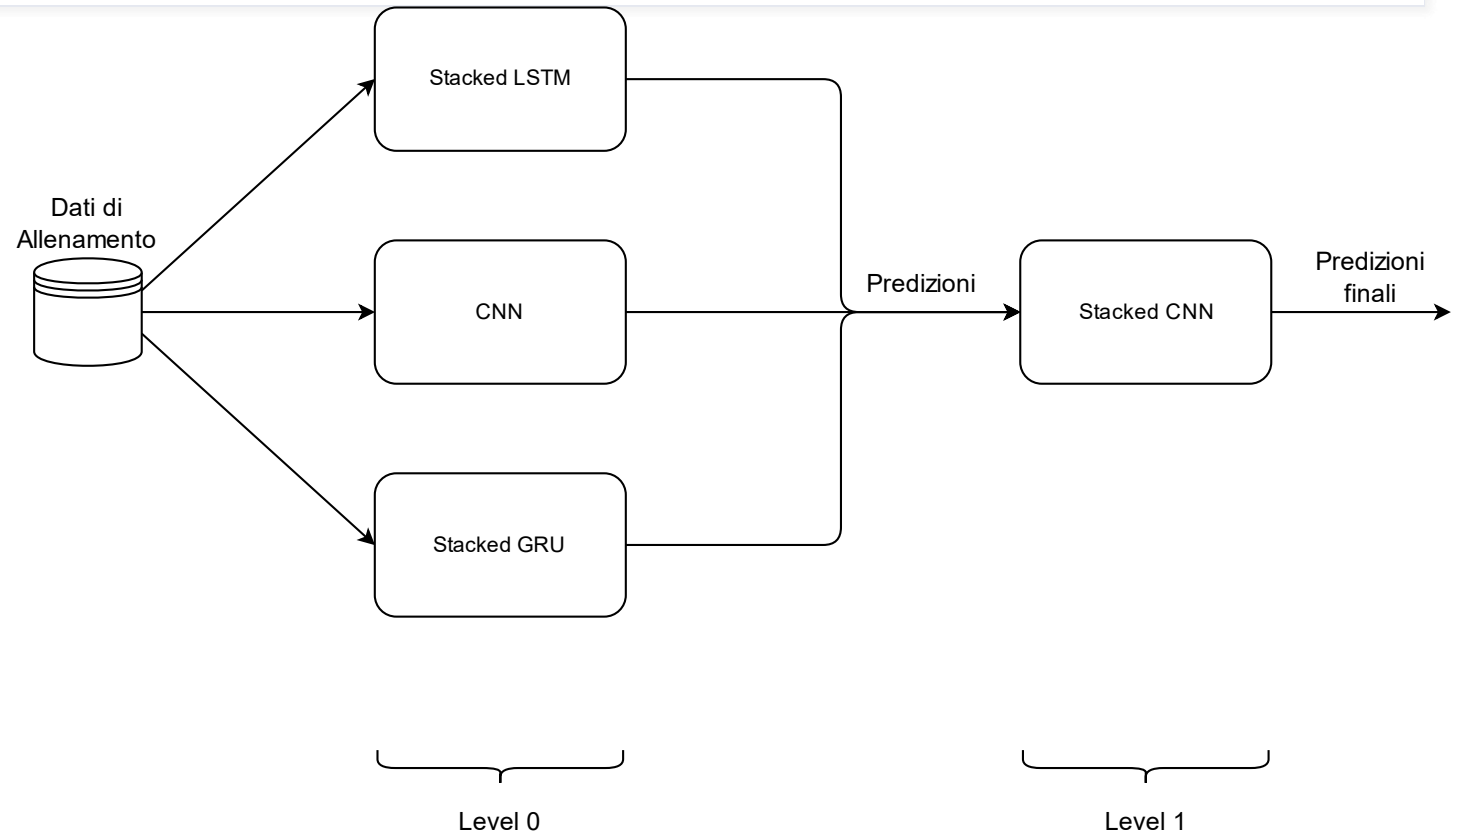 Stacked LSTM
Dati di
Allenamento
CNN
Predizioni
Stacked CNN
Predizioni
finali
Stacked GRU
Level 0
Level 1